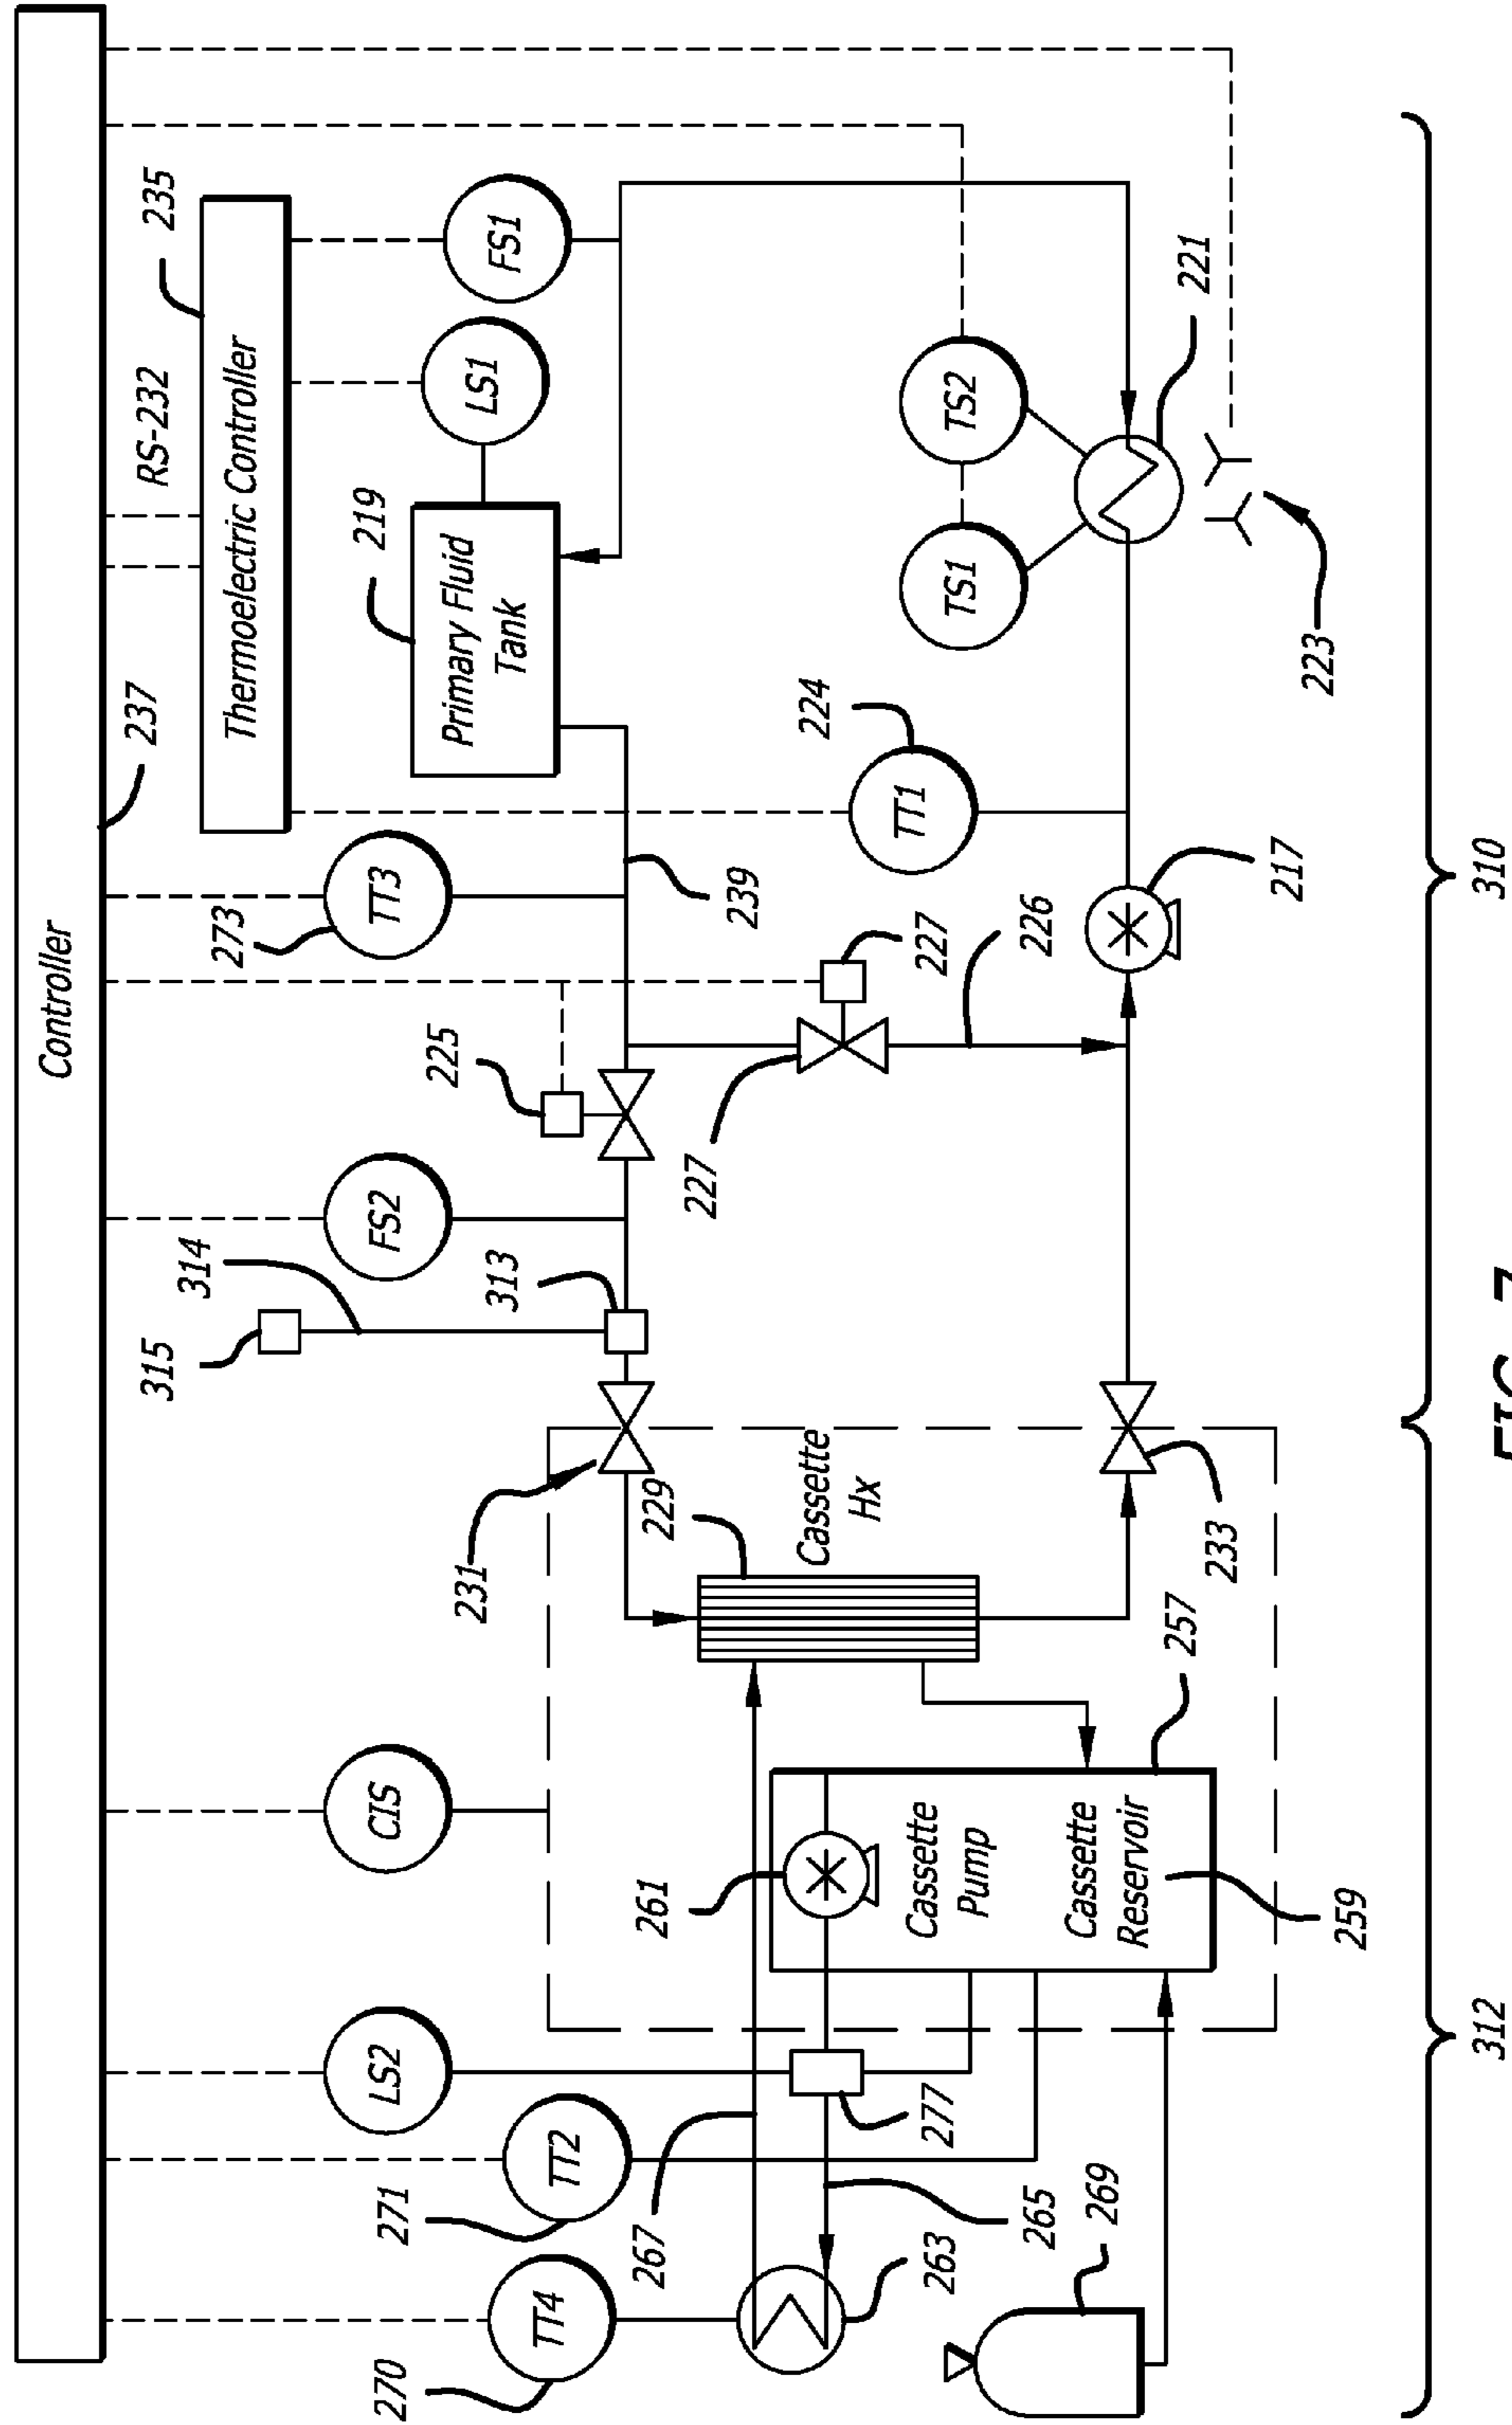 Controller
237
RS-232
235
315
314
273
Thermoelectric Controller
219
270
271
LS2
CIS
FS2
TT3
225
Primary Fluid
Tank
231
LS1
313
FS1
TT4
TT2
267
261
229
227
239
224
Cassette
Hx
TT1
263
277
Cassette
Pump
227
TS1
TS2
265
226
Cassette
Reservoir
269
257
221
233
217
223
259
312
310
FIG. 7